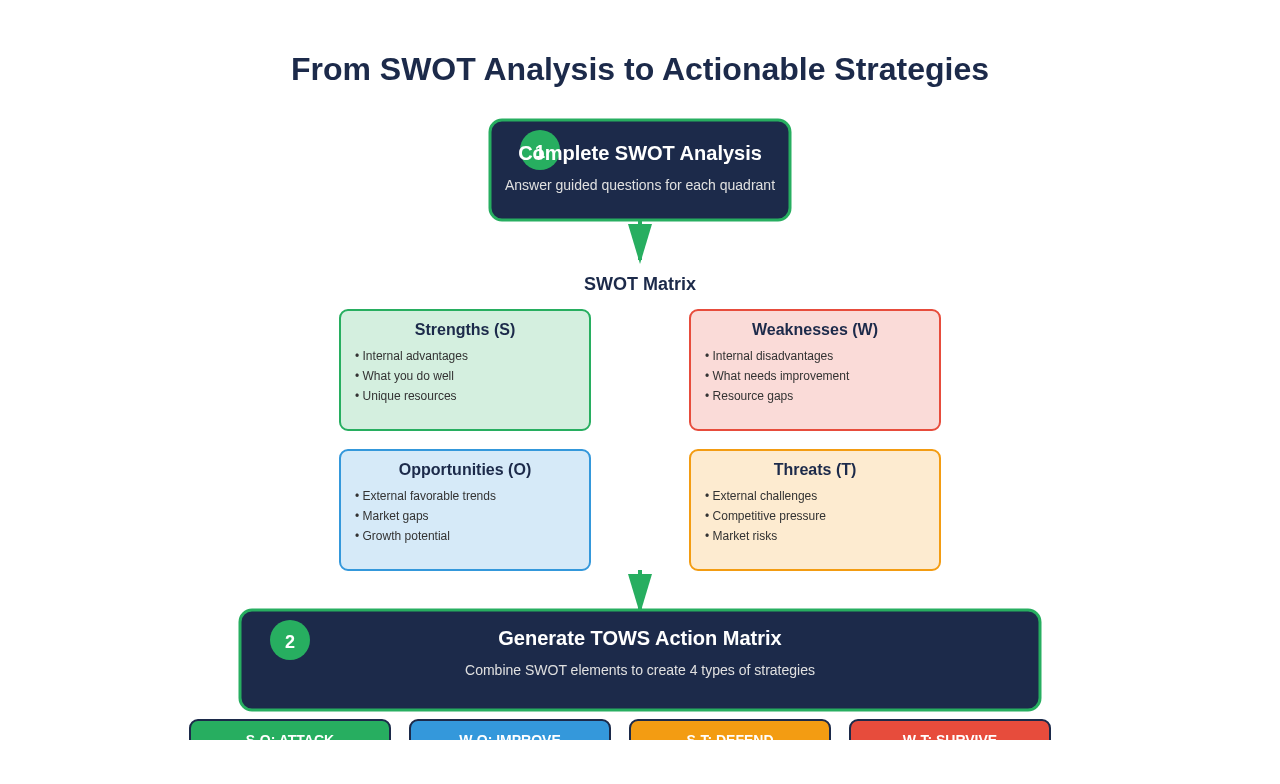 From SWOT Analysis to Actionable Strategies
1
Complete SWOT Analysis
Answer guided questions for each quadrant
SWOT Matrix
Strengths (S)
• Internal advantages
• What you do well
• Unique resources
Weaknesses (W)
• Internal disadvantages
• What needs improvement
• Resource gaps
Opportunities (O)
• External favorable trends
• Market gaps
• Growth potential
Threats (T)
• External challenges
• Competitive pressure
• Market risks
2
Generate TOWS Action Matrix
Combine SWOT elements to create 4 types of strategies
S-O: ATTACK
W-O: IMPROVE
S-T: DEFEND
W-T: SURVIVE